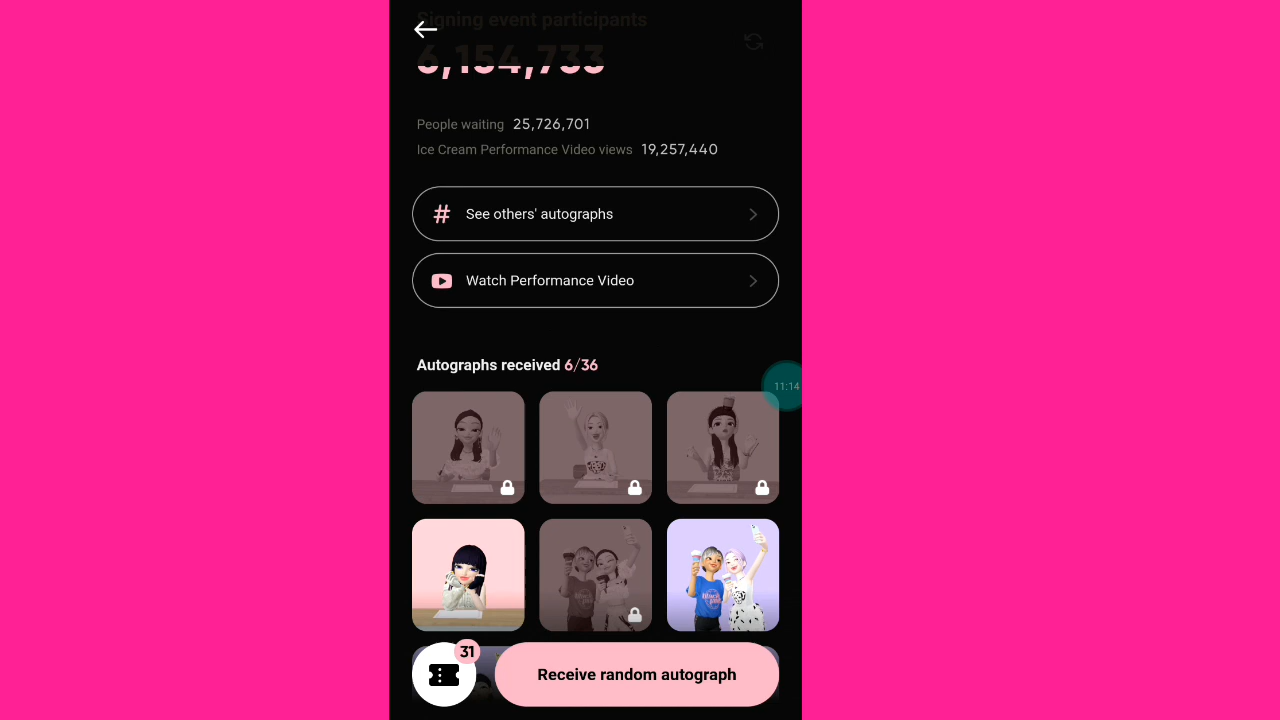 Signing event participants
6,154,733
People waiting 25,726,701
Ice Cream Performance Video views 19,257,440
# See others' autographs
Watch Performance Video
Autographs received 6/36
11:14
31
Receive random autograph